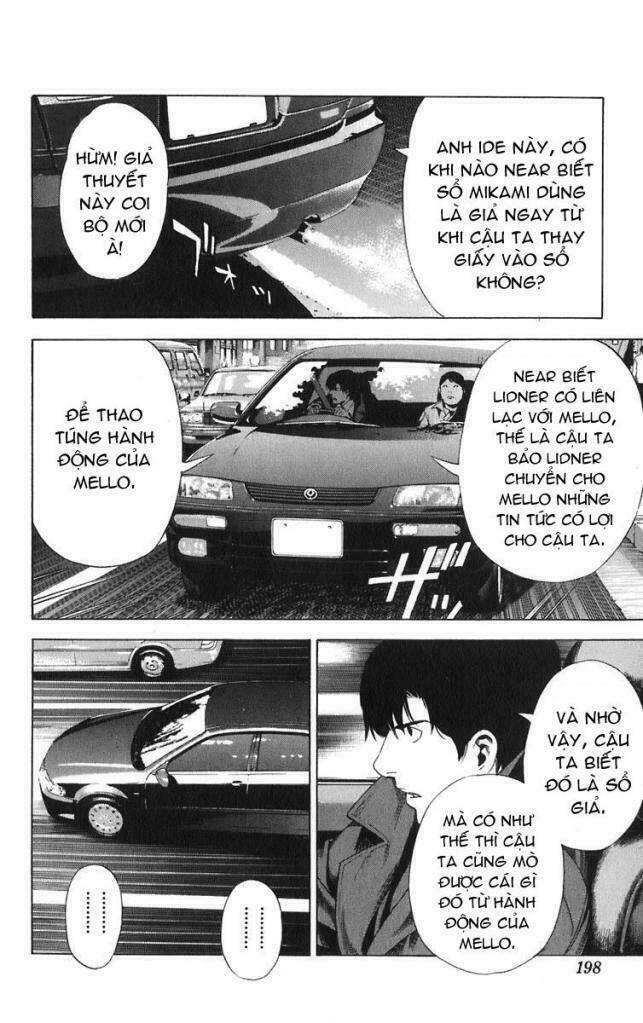 ANH IDE NÀY, CÓ
KHI NÀO NEAR BIẾT
SỔ MIKAMI DÙNG
LÀ GIẢ NGAY TỪ
KHI CẬU TA THAY
GIẤY VÀO SỔ
KHÔNG?
HỪM! GIẢ
THUYẾT
NÀY COI
BỘ MỚI
À!
NEAR BIẾT
LIDNER CÓ LIÊN
LẠC VỚI MELLO,
THẾ LÀ CẬU TA
BẢO LIDNER
CHUYỂN CHO
MELLO NHỮNG
TIN TỨC CÓ LỢI
CHO CẬU TA.
ĐỂ THAO
TÚNG HÀNH
ĐỘNG CỦA
MELLO.
VÀ NHỜ
VẬY, CẬU
TA BIẾT
ĐÓ LÀ SỔ
GIẢ.
MÀ CÓ NHƯ
THẾ THÌ CẬU
TA CŨNG MÒ
ĐƯỢC CÁI GÌ
ĐÓ TỪ HÀNH
ĐỘNG CỦA
MELLO.
198